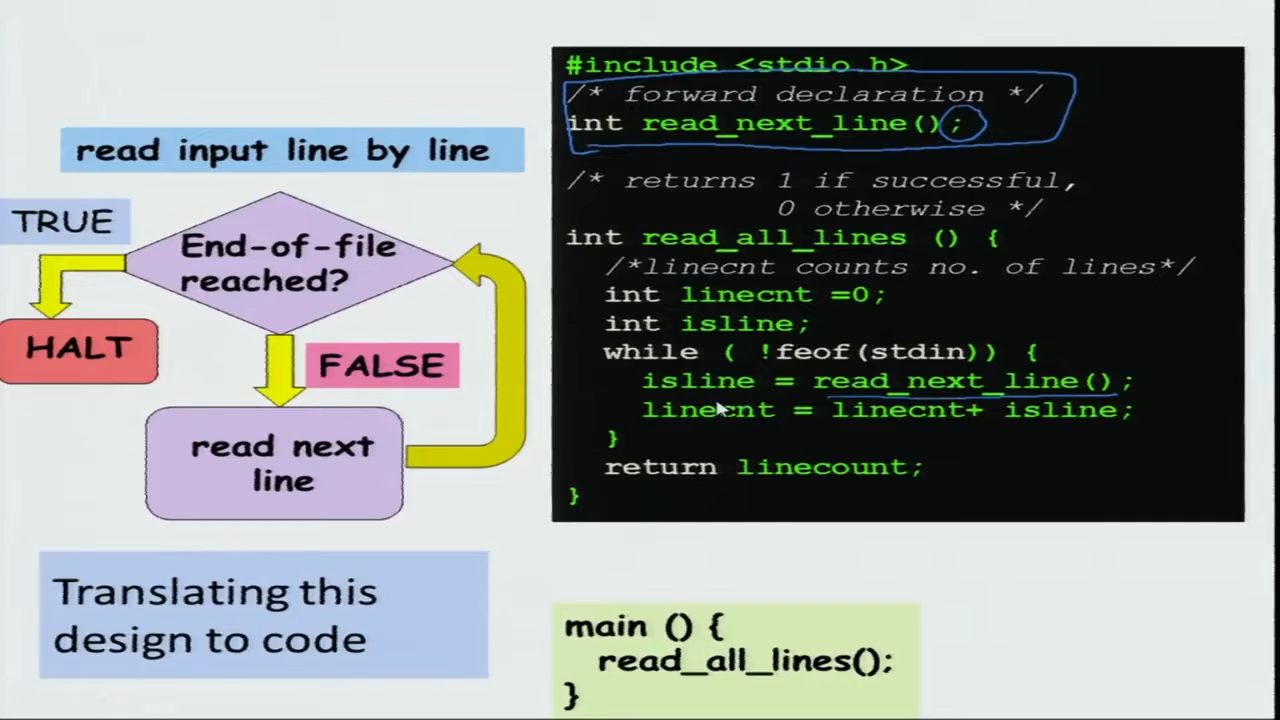 read input line by line
TRUE
End-of-file
reached?
HALT
FALSE
read next
line
Translating this
design to code
#include <stdio.h>
/* forward declaration */
int read_next_line();
/* returns 1 if successful,
0 otherwise */
int read_all_lines () {
/*linecnt counts no. of lines*/
int linecnt =0;
int isline;
while ( !feof(stdin)) {
isline = read_next_line();
linecnt = linecnt+ isline;
}
return linecount;
}
main () {
read_all_lines();
}